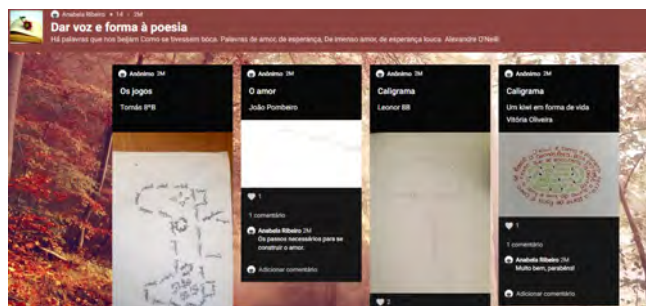 Anabela Ribeiro • 1d • 2M
Dar voz e forma à poesia
Há palavras que nos beijam Como se tivessem boca. Palavras de amor, de esperança, De imenso amor, de esperança louca. Alexandre O'Neill
Anónimo 2M
Os jogos
Tomás 8ºB
Anónimo 2M
O amor
João Pombeiro
1
1 comentário
Anabela Ribeiro 2M
Os passos necessários para se
construir o amor.
Adicionar comentário
Anónimo 2M
Caligrama
Leonor 8B
2
Anónimo 2M
Caligrama
Um kiwi em forma de vida
Vitória Oliveira
1
1 comentário
Anabela Ribeiro 2M
Muito bem, parabéns!
Adicionar comentário